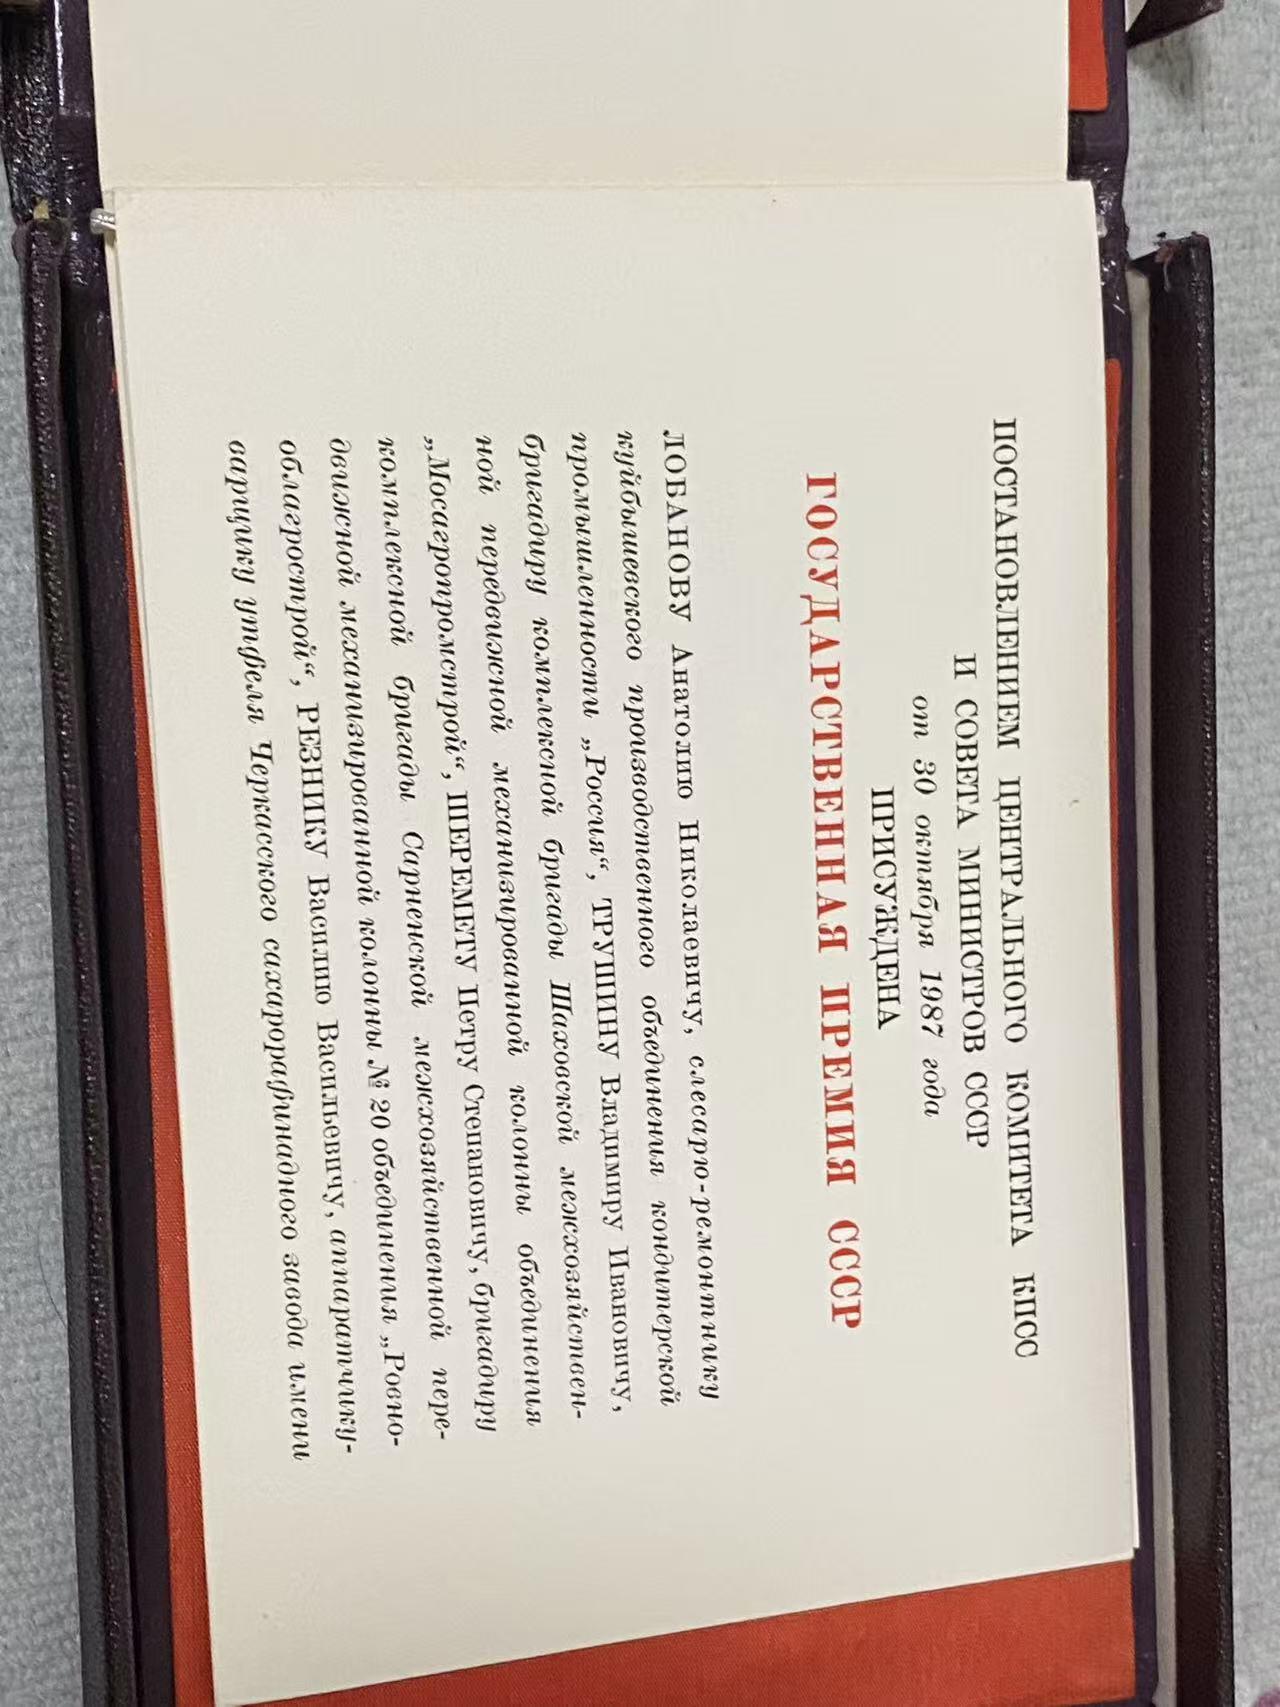 ПОСТАНОВЛЕНИЕМ ЦЕНТРАЛЬНОГО КОМИТЕТА КПСС
И СОВЕТА МИНИСТРОВ СССР
от 30 октября 1987 года
ПРИСУЖДЕНА
ГОСУДАРСТВЕННАЯ ПРЕМИЯ СССР
ЛОБАНОВУ Анатолию Николаевичу, слесарю-ремонтнику
куйбышевского производственного объединения кондитерской
промышленности „Россия“, ТРУШИНУ Владимиру Ивановичу,
бригадиру комплексной бригады Шаховской межхозяйствен-
ной передвижной механизированной колонны объединения
„Мосагропромстрой“, ШЕРЕМЕТУ Петру Степановичу, бригадиру
комплексной бригады Сарненской межхозяйственной пере-
движной механизированной колонны № 20 объединения „Ровно-
облагрострой“, РЕЗНИКУ Василию Васильевичу, аппаратчику-
варщику утфеля Черкасского сахарорафинадного завода имени